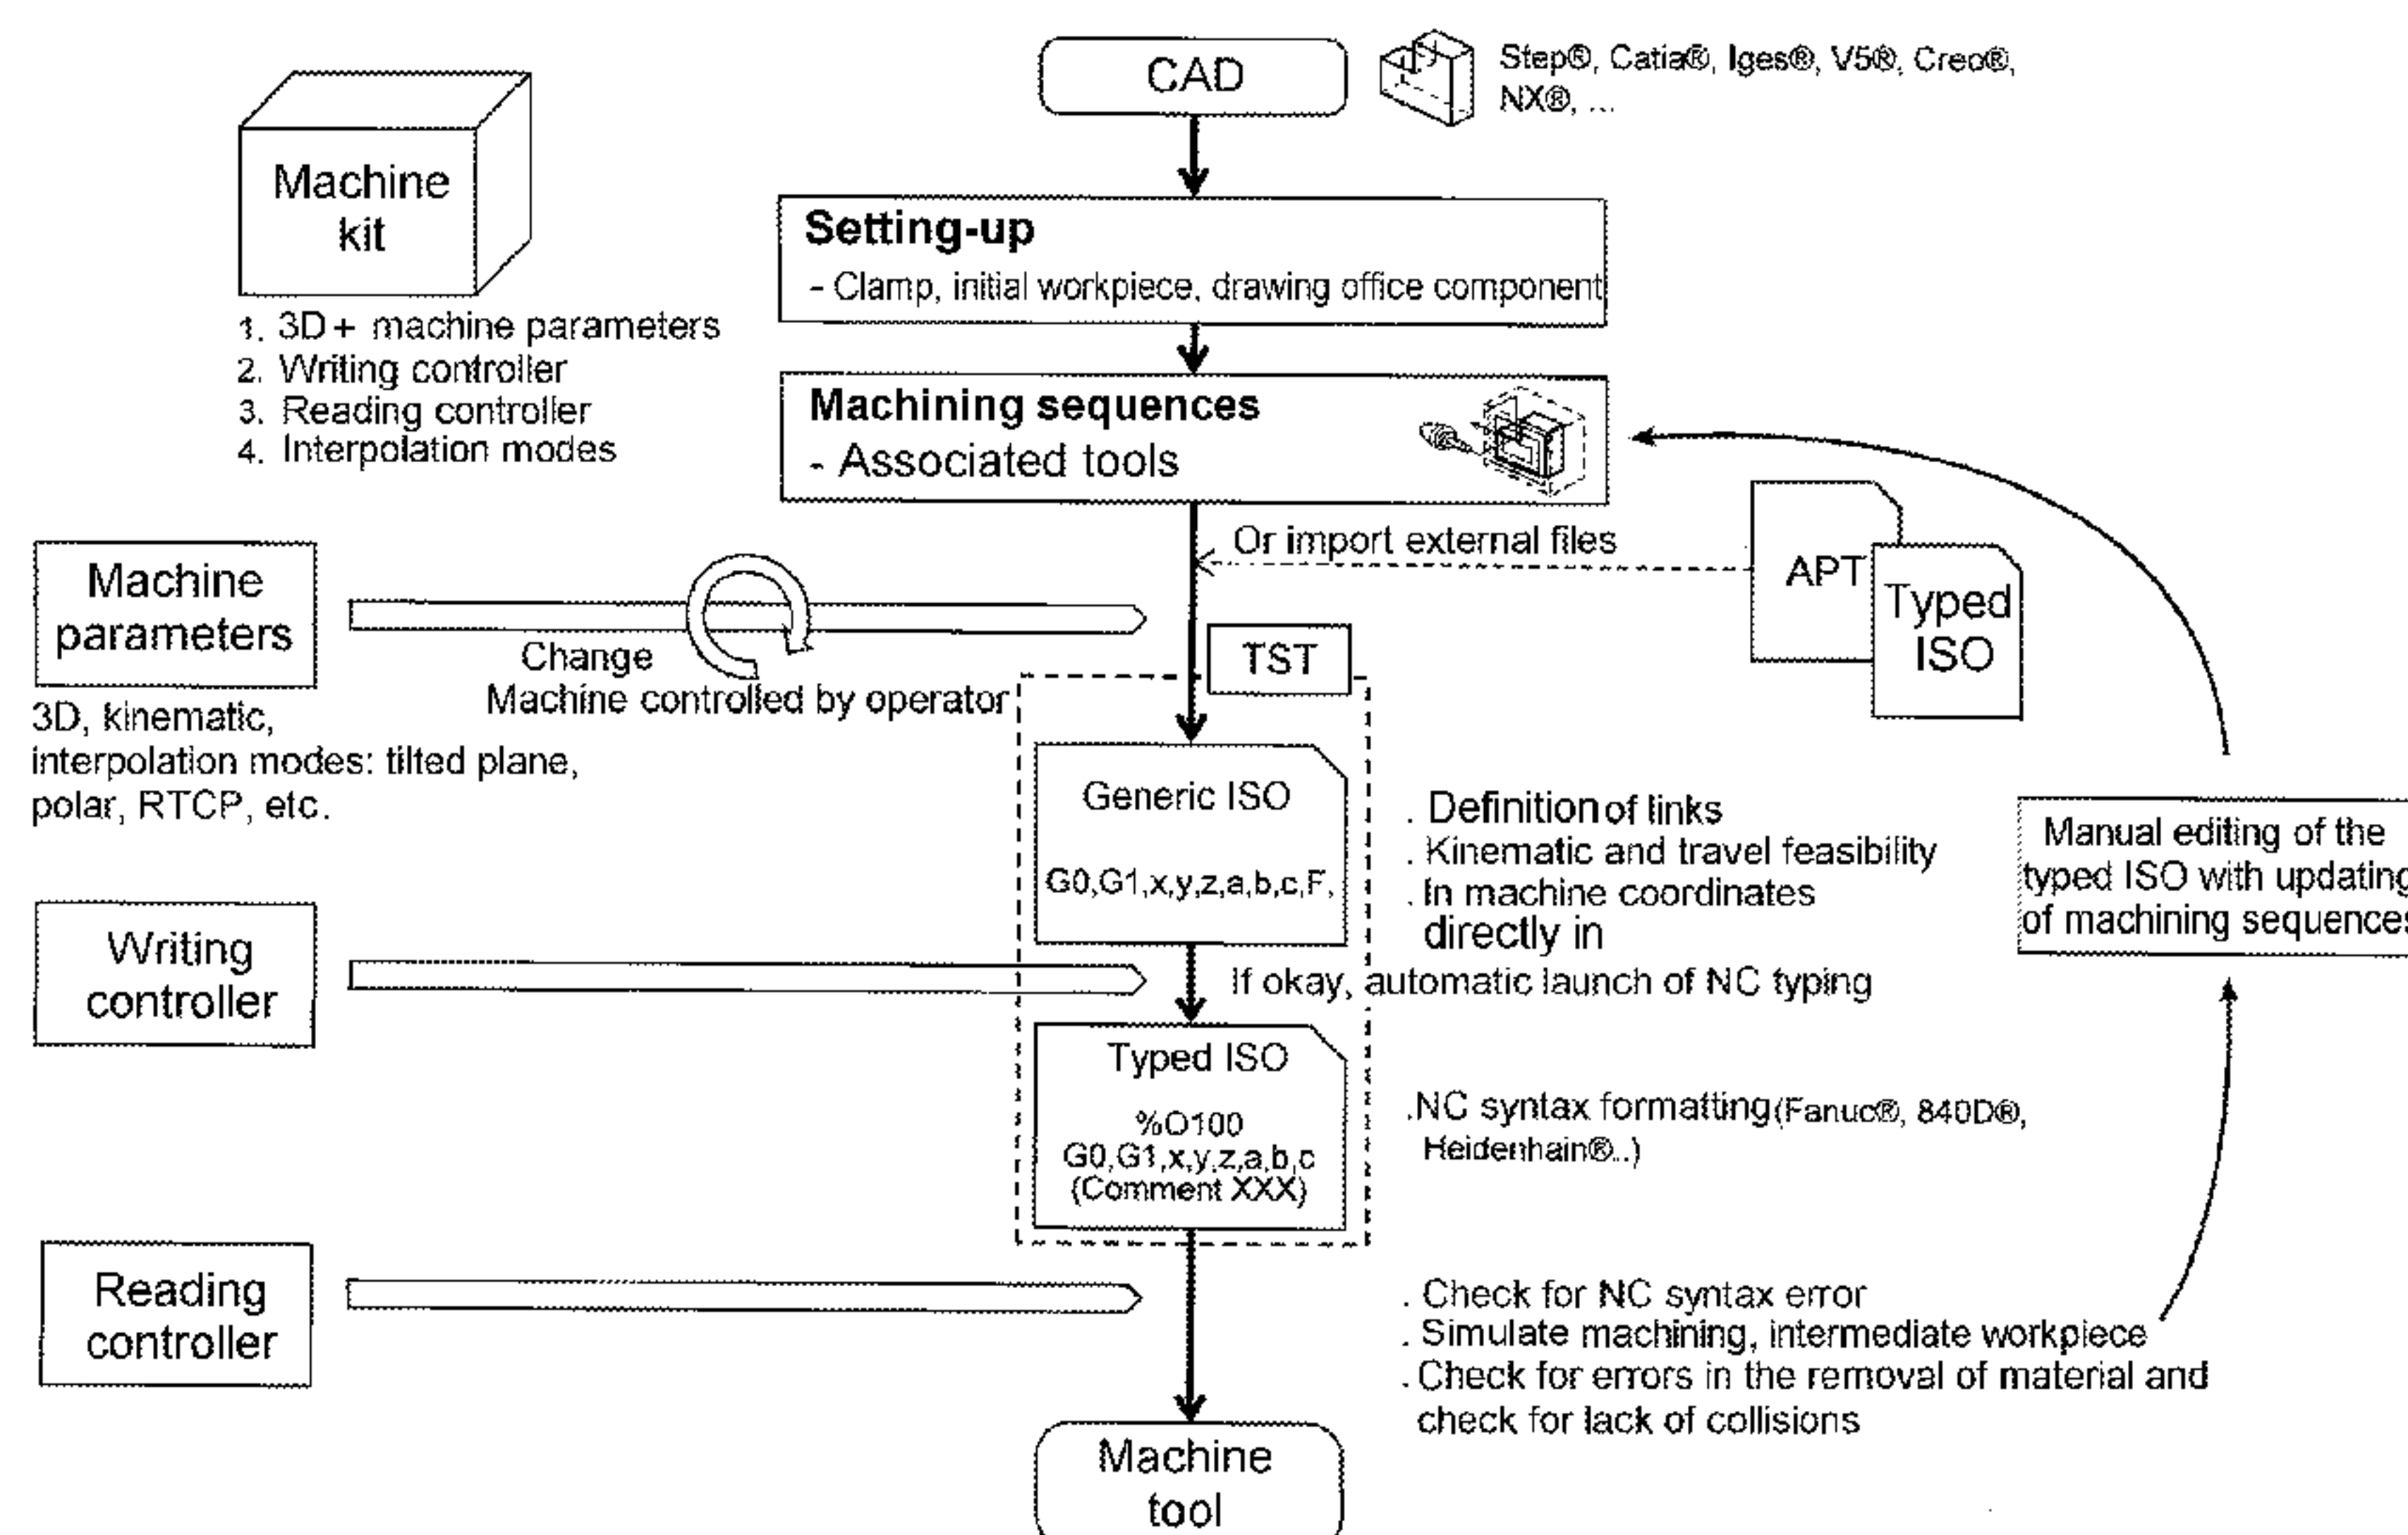 CAD
Step®, Catia®, Iges®, V5®, Creo®,
NX®, ...
Machine
kit
1. 3D+ machine parameters
2. Writing controller
3. Reading controller
4. Interpolation modes
Setting-up
- Clamp, initial workpiece, drawing office component
Machining sequences
- Associated tools
Or import external files
APT
Typed
ISO
Machine
parameters
3D, kinematic,
interpolation modes: tilted plane,
polar, RTCP, etc.
Change
Machine controlled by operator
TST
Generic ISO
G0,G1,x,y,z,a,b,c,F,
. Definition of links
. Kinematic and travel feasibility
. In machine coordinates
directly in
Manual editing of the
typed ISO with updating
of machining sequences
Writing
controller
If okay, automatic launch of NC typing
Typed ISO
%O100
G0,G1,x,y,z,a,b,c
(Comment XXX)
.NC syntax formatting(Fanuc®, 840D®,
Heidenhain®..)
Reading
controller
. Check for NC syntax error
. Simulate machining, intermediate workpiece
. Check for errors in the removal of material and
check for lack of collisions
Machine
tool